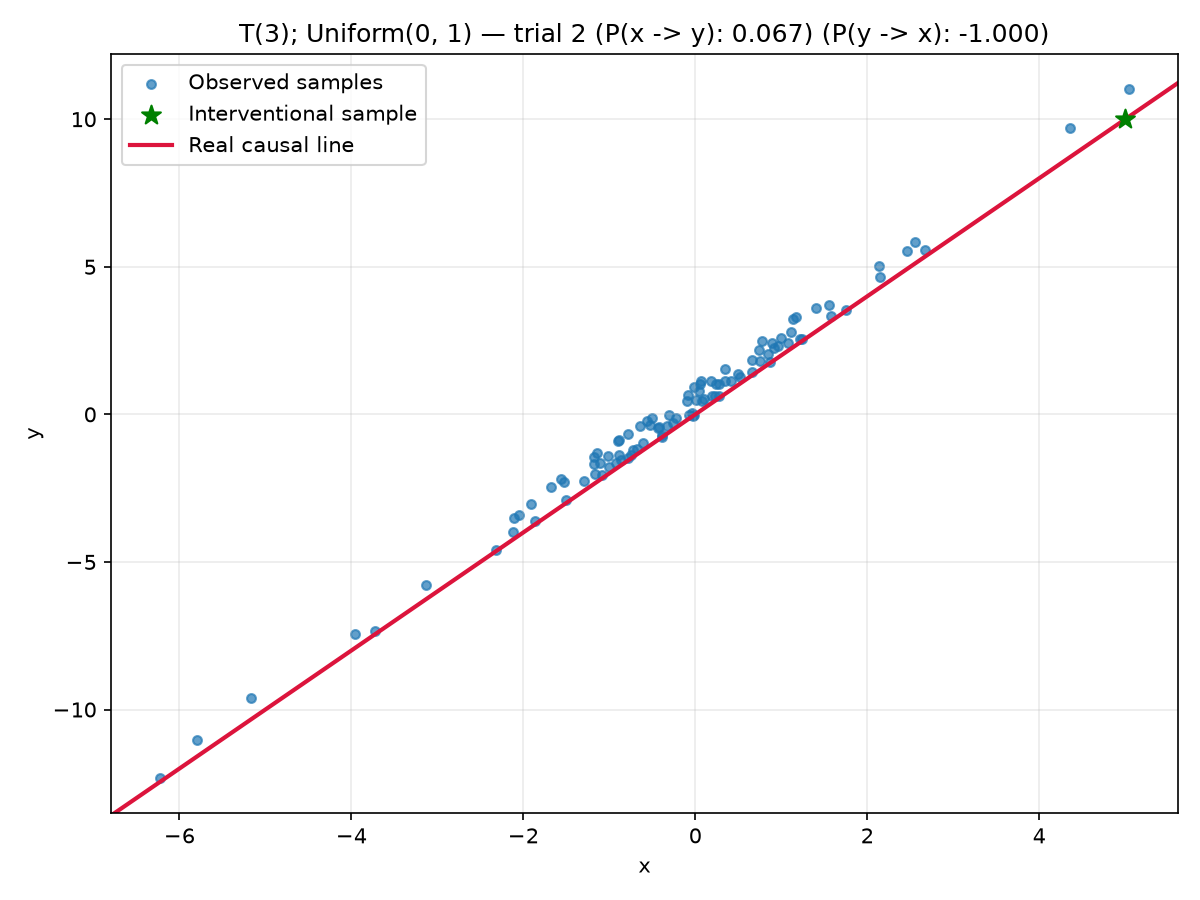 T(3); Uniform(0, 1) — trial 2 (P(x -> y): 0.067) (P(y -> x): -1.000)
Observed samples
Interventional sample
Real causal line
10
5
0
−5
−10
y
−6 −4 −2 0 2 4
x